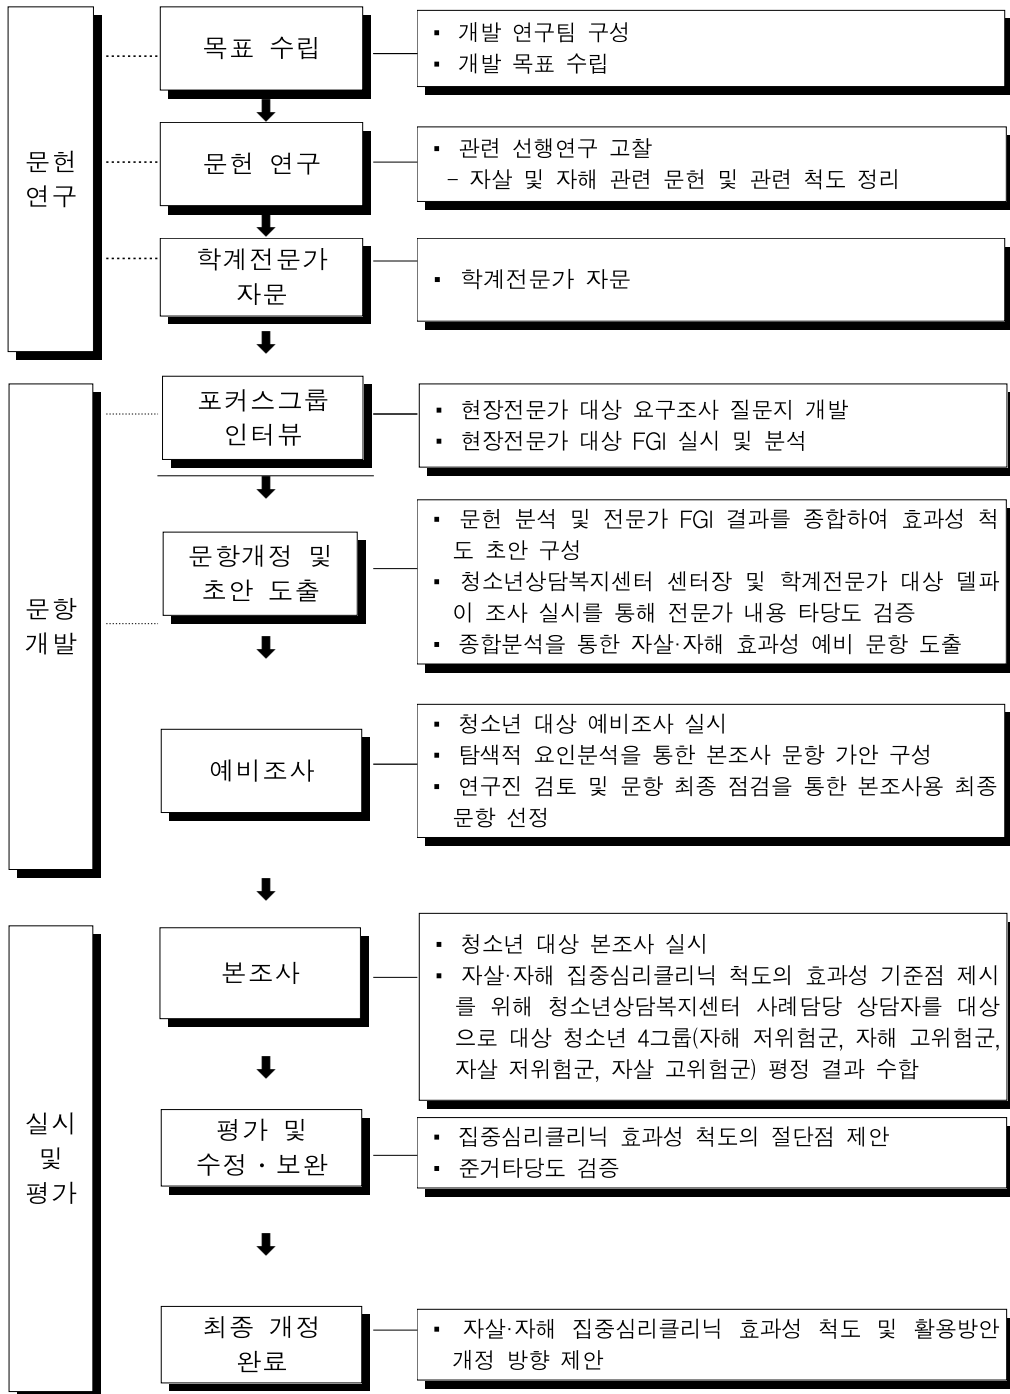 문헌
연구
목표 수립
▪ 개발 연구팀 구성
▪ 개발 목표 수립
문헌 연구
▪ 관련 선행연구 고찰
– 자살 및 자해 관련 문헌 및 관련 척도 정리
학계전문가
자문
▪ 학계전문가 자문
문항
개발
포커스그룹
인터뷰
▪ 현장전문가 대상 요구조사 질문지 개발
▪ 현장전문가 대상 FGI 실시 및 분석
문항개정 및
초안 도출
▪ 문헌 분석 및 전문가 FGI 결과를 종합하여 효과성 척
도 초안 구성
▪ 청소년상담복지센터 센터장 및 학계전문가 대상 델파
이 조사 실시를 통해 전문가 내용 타당도 검증
▪ 종합분석을 통한 자살·자해 효과성 예비 문항 도출
예비조사
▪ 청소년 대상 예비조사 실시
▪ 탐색적 요인분석을 통한 본조사 문항 가안 구성
▪ 연구진 검토 및 문항 최종 점검을 통한 본조사용 최종
문항 선정
실시
및
평가
본조사
▪ 청소년 대상 본조사 실시
▪ 자살·자해 집중심리클리닉 척도의 효과성 기준점 제시
를 위해 청소년상담복지센터 사례담당 상담자를 대상
으로 대상 청소년 4그룹(자해 저위험군, 자해 고위험군,
자살 저위험군, 자살 고위험군) 평정 결과 수합
평가 및
수정·보완
▪ 집중심리클리닉 효과성 척도의 절단점 제안
▪ 준거타당도 검증
최종 개정
완료
▪ 자살·자해 집중심리클리닉 효과성 척도 및 활용방안
개정 방향 제안